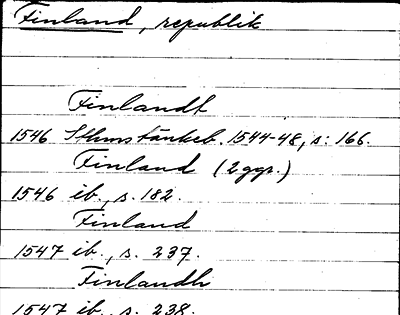 Finland, republik
Finlandt
1546 Sthms tänkeb. 1544-48, s: 166.
Finland (2 ggr.)
1546 ib., s. 182.
Finland
1547 ib., s. 237.
Finlandh
1547 ib., s. 238.